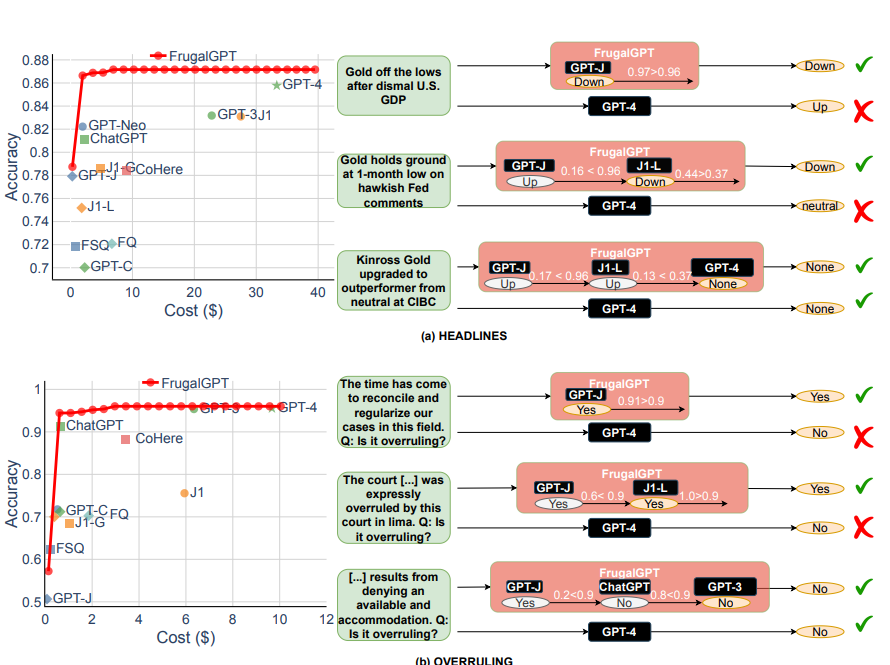 FrugalGPT
0.88
0.86
0.84
0.82
0.8
0.78
0.76
0.74
0.72
0.7
Accuracy
GPT-4
GPT-3
J1
GPT-Neo
ChatGPT
J1-G
CoHere
GPT-J
J1-L
FSQ
FQ
GPT-C
0
10
20
30
40
Cost ($)
Gold off the lows
after dismal U.S.
GDP
FrugalGPT
GPT-J
Down
0.97>0.96
Down
GPT-4
Up
Gold holds ground
at 1-month low on
hawkish Fed
comments
FrugalGPT
GPT-J
Up
0.16 < 0.96
J1-L
Down
0.44>0.37
Down
GPT-4
neutral
Kinross Gold
upgraded to
outperformer from
neutral at CIBC
FrugalGPT
GPT-J
Up
0.17 < 0.96
J1-L
Up
0.13 < 0.37
GPT-4
None
None
GPT-4
None
(a) HEADLINES
FrugalGPT
1
0.9
0.8
0.7
0.6
0.5
Accuracy
GPT-3
GPT-4
ChatGPT
CoHere
J1
GPT-C
FQ
J1-G
FSQ
GPT-J
0
2
4
6
8
10
12
Cost ($)
The time has come
to reconcile and
regularize our
cases in this field.
Q: Is it overruling?
FrugalGPT
GPT-J
Yes
0.91>0.9
Yes
GPT-4
No
The court [...] was
expressly
overruled by this
court in lima. Q: Is
it overruling?
FrugalGPT
GPT-J
Yes
0.6< 0.9
J1-L
Yes
1.0>0.9
Yes
GPT-4
No
[...] results from
denying an
available and
accommodation. Q:
Is it overruling?
FrugalGPT
GPT-J
Yes
0.2<0.9
ChatGPT
No
0.8<0.9
GPT-3
No
No
GPT-4
No
(b) OVERRULING